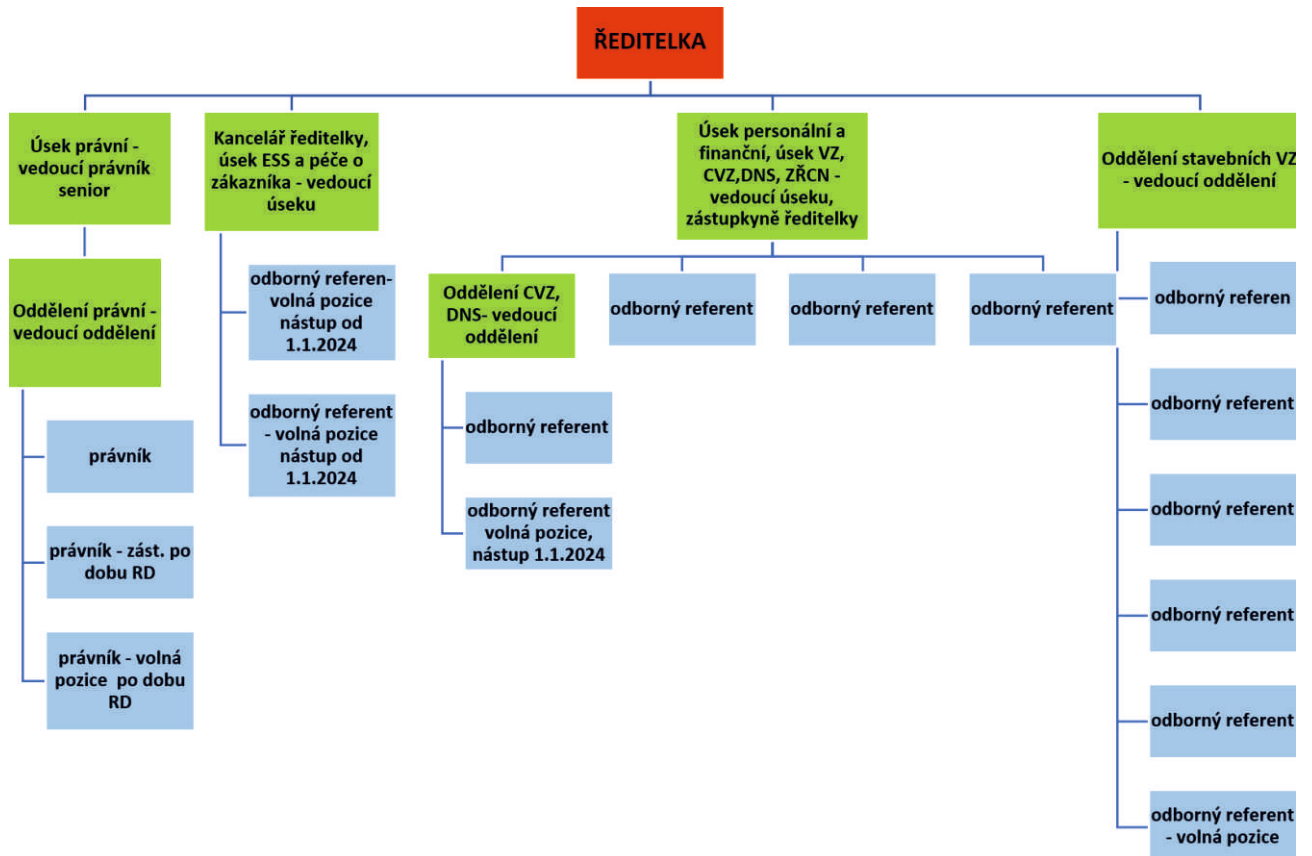 ŘEDITELKA
Úsek právní -
vedoucí právník
senior
Kancelář ředitelky,
úsek ESS a péče o
zákazníka - vedoucí
úseku
Úsek personální a
finanční, úsek VZ,
CVZ,DNS, ZŘCN -
vedoucí úseku,
zástupkyně ředitelky
Oddělení stavebních VZ
- vedoucí oddělení
Oddělení právní -
vedoucí oddělení
odborný referen-
volná pozice
nástup od
1.1.2024
Oddělení CVZ,
DNS- vedoucí
oddělení
odborný referent
odborný referent
odborný referent
odborný referen
právník
odborný referent
- volná pozice
nástup od
1.1.2024
odborný referent
odborný referent
právník - zást. po
dobu RD
odborný referent
volná pozice,
nástup 1.1.2024
odborný referent
právník - volná
pozice  po dobu
RD
odborný referent
odborný referent
odborný referent
- volná pozice